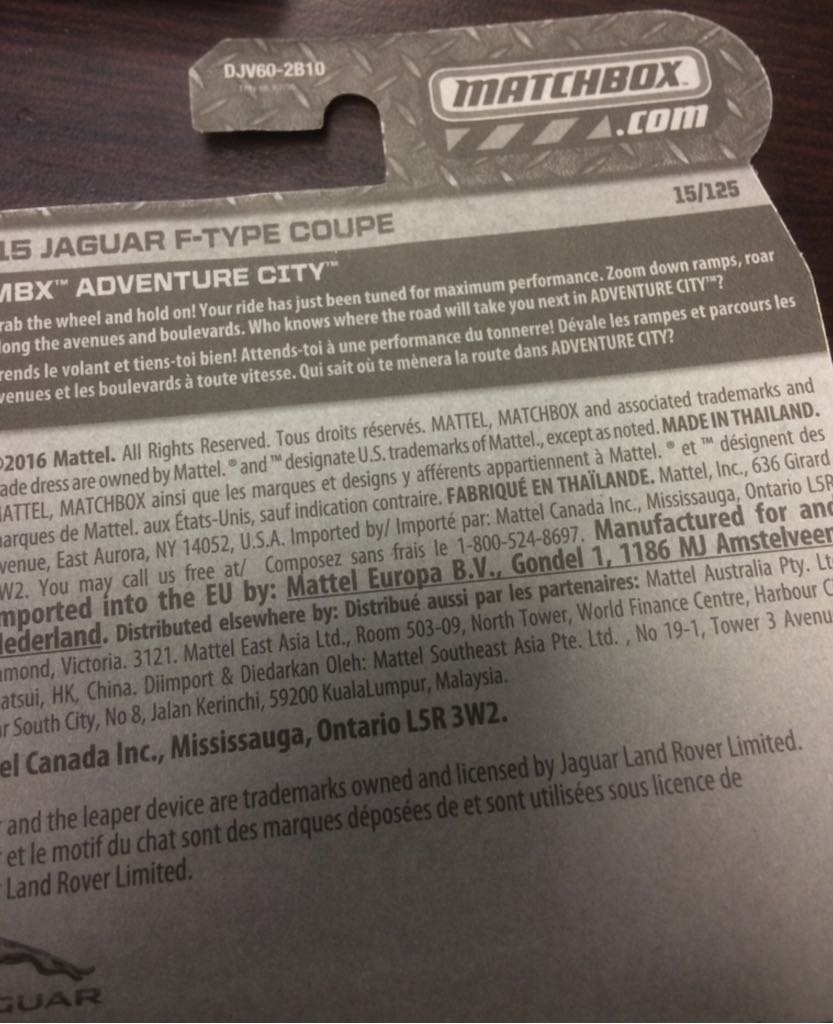 DJV60-2B10
MATCHBOX
.com
15/125
15 JAGUAR F-TYPE COUPE
MBX™ ADVENTURE CITY™
rab the wheel and hold on! Your ride has just been tuned for maximum performance. Zoom down ramps, roar
long the avenues and boulevards. Who knows where the road will take you next in ADVENTURE CITY™?
rends le volant et tiens-toi bien! Attends-toi à une performance du tonnerre! Dévale les rampes et parcours les
venues et les boulevards à toute vitesse. Qui sait où te mènera la route dans ADVENTURE CITY?
©2016 Mattel. All Rights Reserved. Tous droits réservés. MATTEL, MATCHBOX and associated trademarks and
ade dress are owned by Mattel. ® and ™ designate U.S. trademarks of Mattel., except as noted. MADE IN THAILAND.
MATTEL, MATCHBOX ainsi que les marques et designs y afférents appartiennent à Mattel. ® et ™ désignent des
marques de Mattel. aux États-Unis, sauf indication contraire. FABRIQUÉ EN THAÏLANDE. Mattel, Inc., 636 Girard
venue, East Aurora, NY 14052, U.S.A. Imported by/ Importé par: Mattel Canada Inc., Mississauga, Ontario L5R
W2. You may call us free at/ Composez sans frais le 1-800-524-8697. Manufactured for and
mported into the EU by: Mattel Europa B.V., Gondel 1, 1186 MJ Amstelveen
Nederland. Distributed elsewhere by: Distribué aussi par les partenaires: Mattel Australia Pty. Lt
mond, Victoria. 3121. Mattel East Asia Ltd., Room 503-09, North Tower, World Finance Centre, Harbour C
atsui, HK, China. Diimport & Diedarkan Oleh: Mattel Southeast Asia Pte. Ltd. , No 19-1, Tower 3 Avenu
ar South City, No 8, Jalan Kerinchi, 59200 KualaLumpur, Malaysia.
el Canada Inc., Mississauga, Ontario L5R 3W2.
r and the leaper device are trademarks owned and licensed by Jaguar Land Rover Limited.
r et le motif du chat sont des marques déposées de et sont utilisées sous licence de
r Land Rover Limited.
GUAR